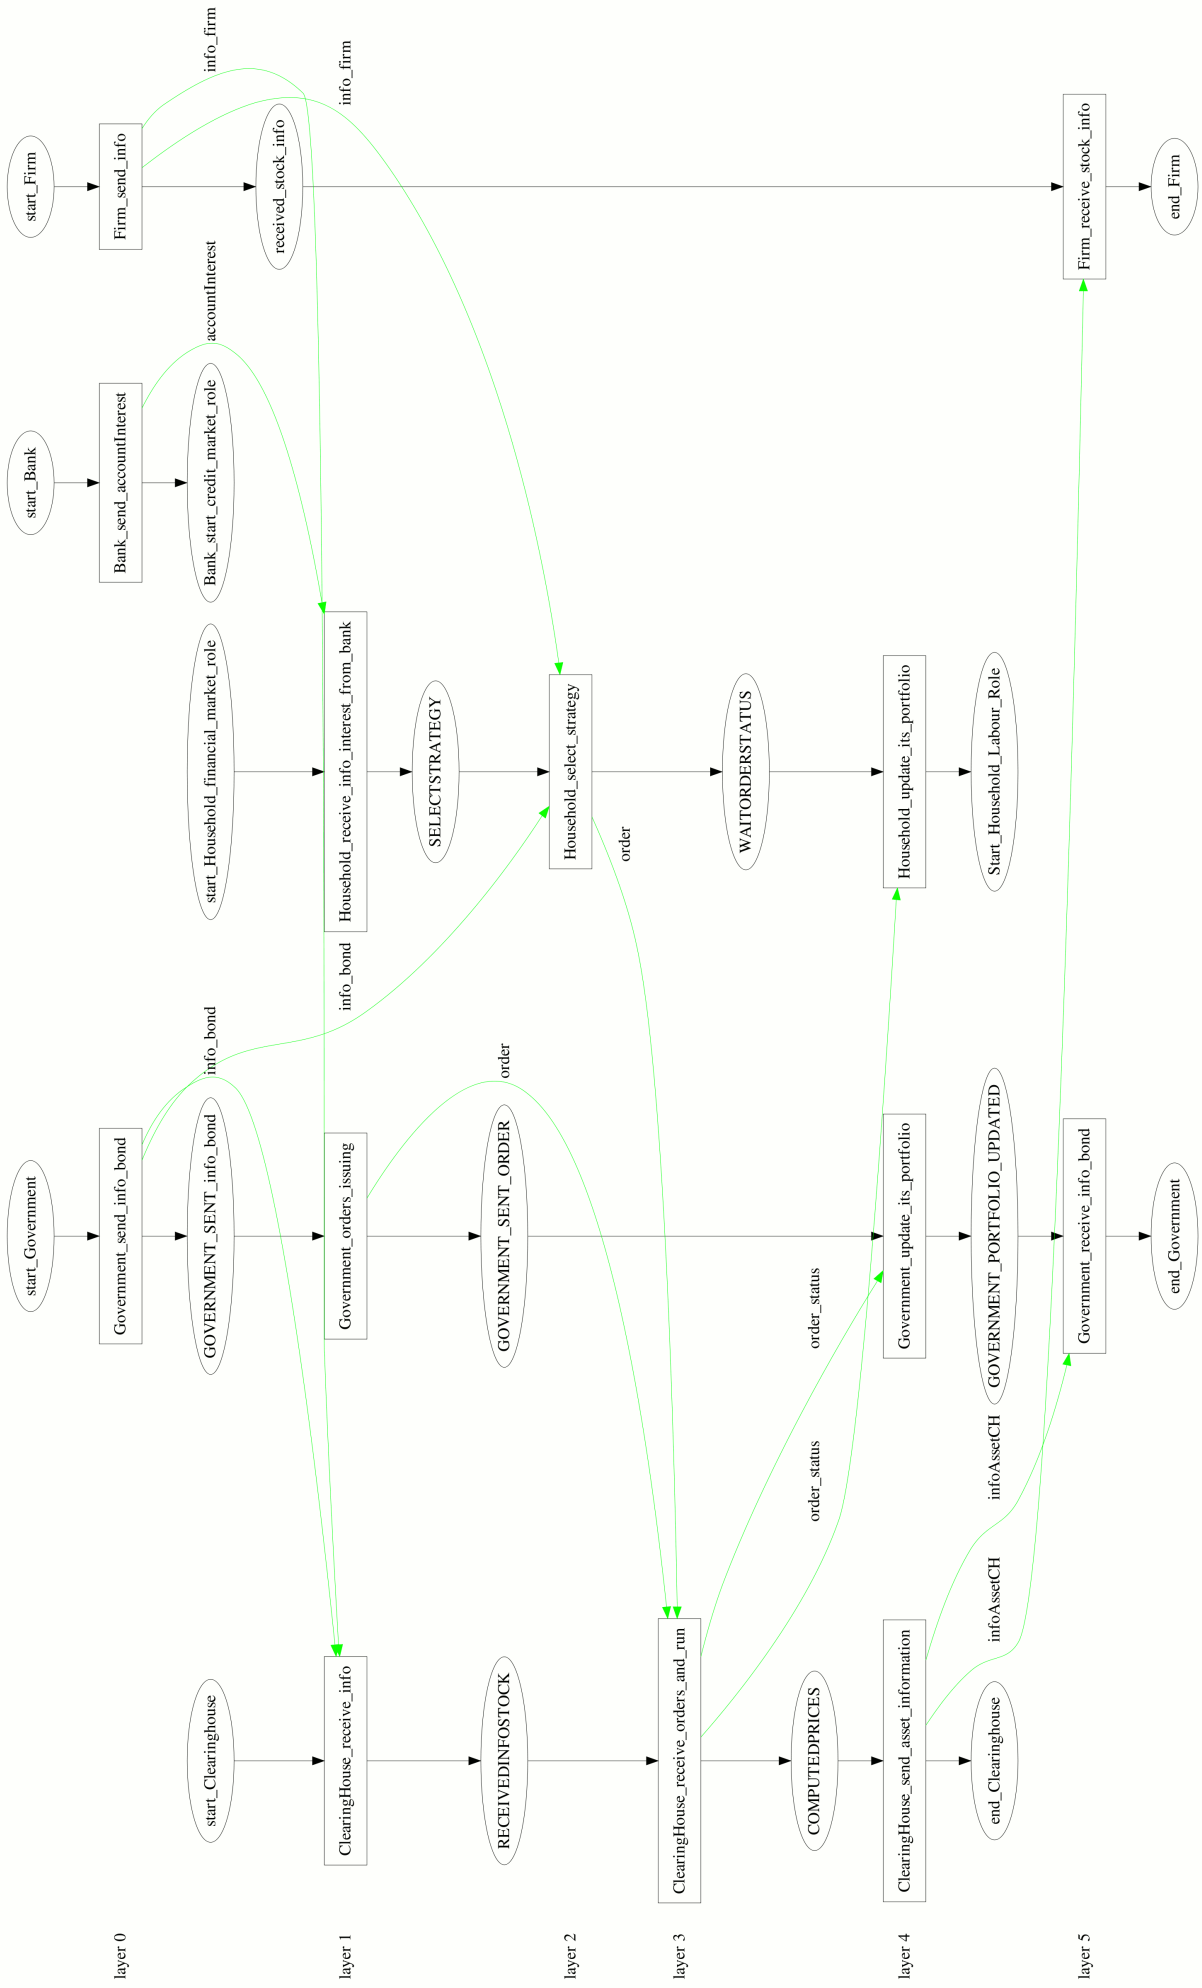 start_Government
start_Bank
start_Firm
layer 0
Government_send_info_bond
Bank_send_accountInterest
Firm_send_info
start_Clearinghouse
GOVERNMENT_SENT_info_bond
info_bond
start_Household_financial_market_role
Bank_start_credit_market_role
accountInterest
info_firm
received_stock_info
layer 1
ClearingHouse_receive_info
Government_orders_issuing
info_bond
Household_receive_info_interest_from_bank
info_firm
SELECTSTRATEGY
RECEIVEDINFOSTOCK
GOVERNMENT_SENT_ORDER
order
layer 2
Household_select_strategy
order
layer 3
ClearingHouse_receive_orders_and_run
WAITORDERSTATUS
COMPUTEDPRICES
order_status
order_status
layer 4
ClearingHouse_send_asset_information
Government_update_its_portfolio
Household_update_its_portfolio
end_Clearinghouse
infoAssetCH
infoAssetCH
GOVERNMENT_PORTFOLIO_UPDATED
Start_Household_Labour_Role
layer 5
Government_receive_info_bond
Firm_receive_stock_info
end_Government
end_Firm